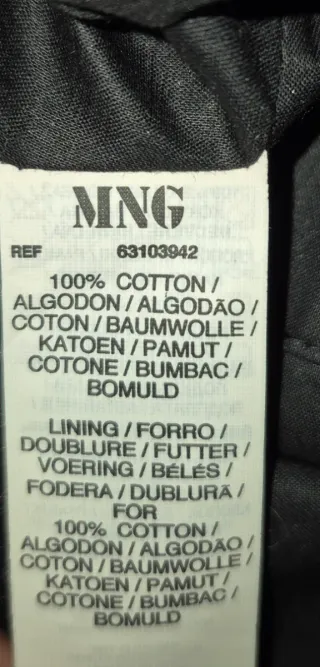 MNG
REF 63103942
100% COTTON /
ALGODON / ALGODÃO /
COTON / BAUMWOLLE /
KATOEN / PAMUT /
COTONE / BUMBAC /
BOMULD
LINING / FORRO /
DOUBLURE / FUTTER /
VOERING / BÉLÉS /
FODERA / DUBLURĂ /
FOR
100% COTTON /
ALGODON / ALGODÃO /
COTON / BAUMWOLLE /
KATOEN / PAMUT /
COTONE / BUMBAC /
BOMULD